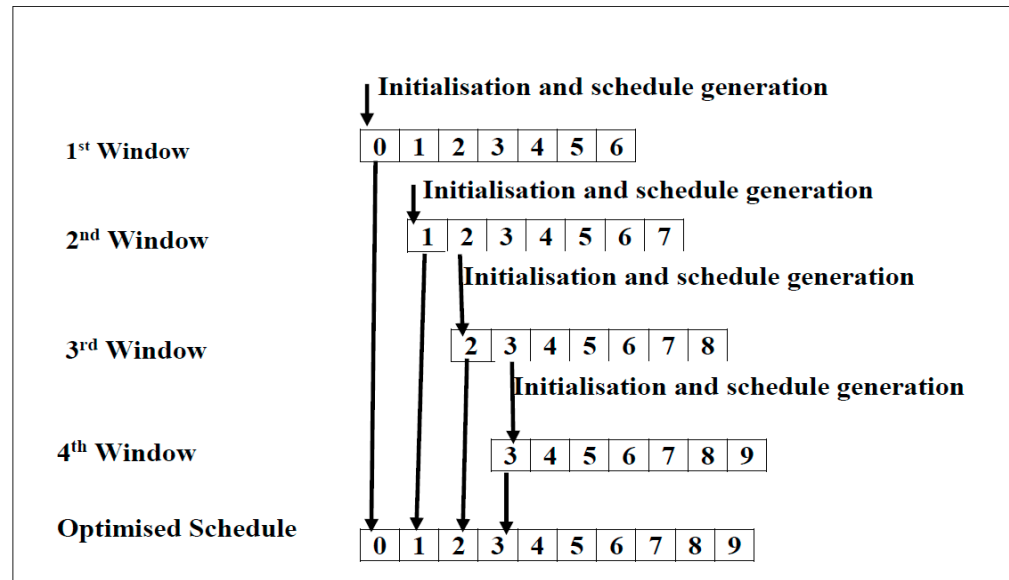 Initialisation and schedule generation
1st Window 0 1 2 3 4 5 6
Initialisation and schedule generation
2nd Window 1 2 3 4 5 6 7
Initialisation and schedule generation
3rd Window 2 3 4 5 6 7 8
Initialisation and schedule generation
4th Window 3 4 5 6 7 8 9
Optimised Schedule 0 1 2 3 4 5 6 7 8 9